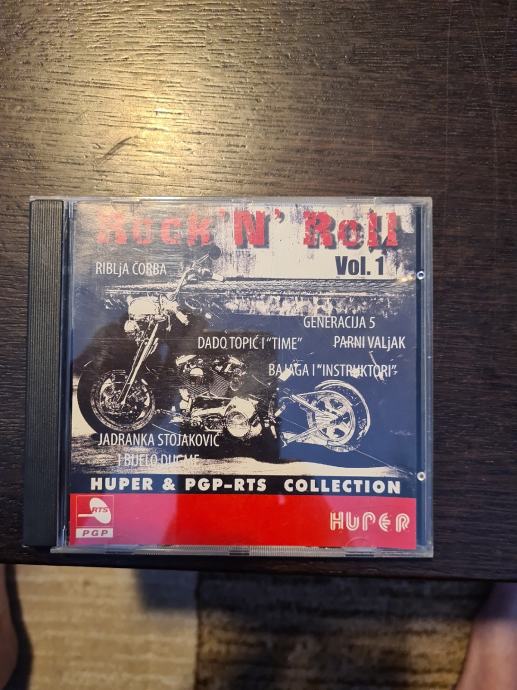 Rock'N' Roll
Vol. 1
RIBLjA ČORBA
GENERACIJA 5
DADO TOPIĆ I "TIME" PARNI VALjAK
BAJAGA I "INSTRUKTORI"
JADRANKA STOJAKOVIĆ
I BIJELO DUGME
HUPER & PGP-RTS COLLECTION
RTS
PGP
HUPER